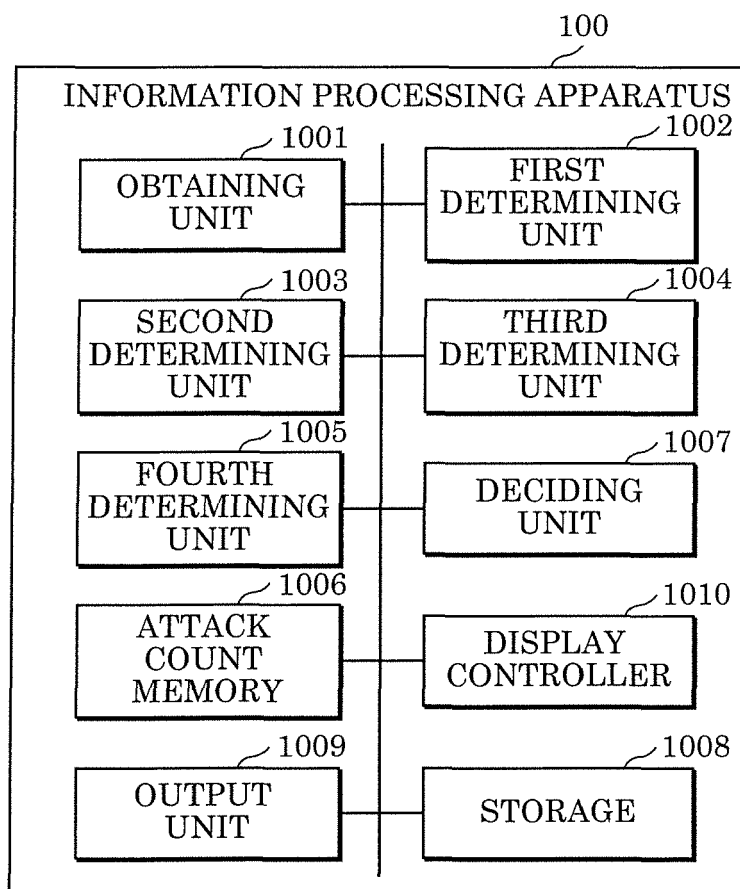 100
INFORMATION PROCESSING APPARATUS
1001
OBTAINING
UNIT
1002
FIRST
DETERMINING
UNIT
1003
SECOND
DETERMINING
UNIT
1004
THIRD
DETERMINING
UNIT
1005
FOURTH
DETERMINING
UNIT
1007
DECIDING
UNIT
1006
ATTACK
COUNT
MEMORY
1010
DISPLAY
CONTROLLER
1009
OUTPUT
UNIT
1008
STORAGE